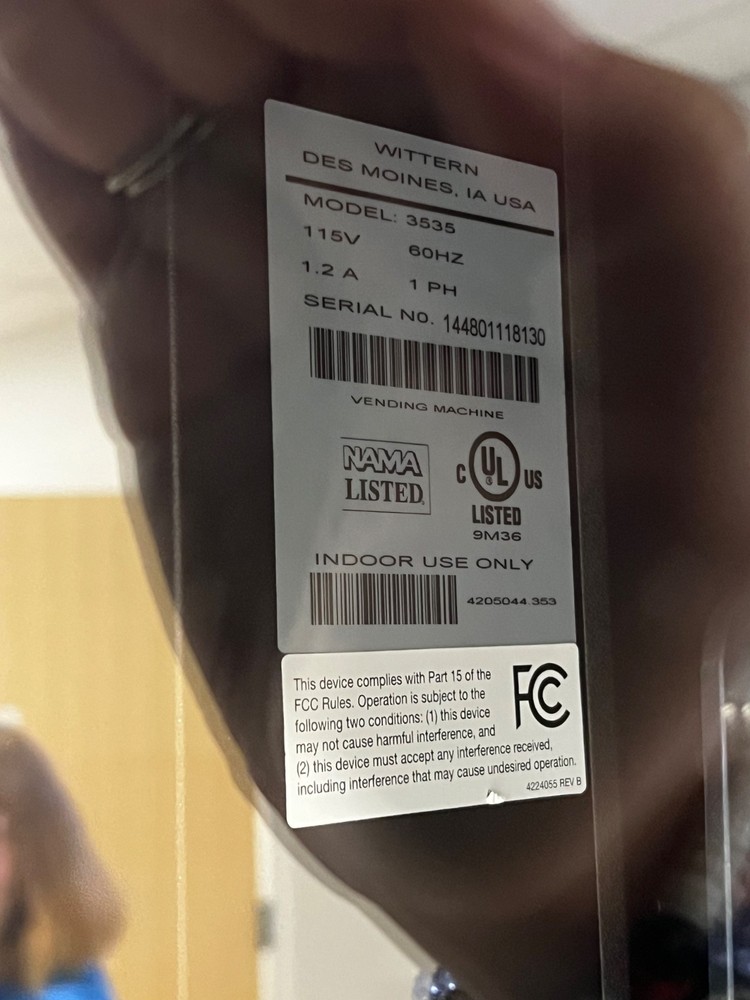 WITTERN
DES MOINES, IA USA
MODEL: 3535
115V 60HZ
1.2 A 1 PH
SERIAL NO. 144801118130
VENDING MACHINE
NAMA
LISTED
C UL US
LISTED
9M36
INDOOR USE ONLY
4205044.353
This device complies with Part 15 of the
FCC Rules. Operation is subject to the
following two conditions: (1) this device
may not cause harmful interference, and
(2) this device must accept any interference received,
including interference that may cause undesired operation.
FC
4224055 REV B